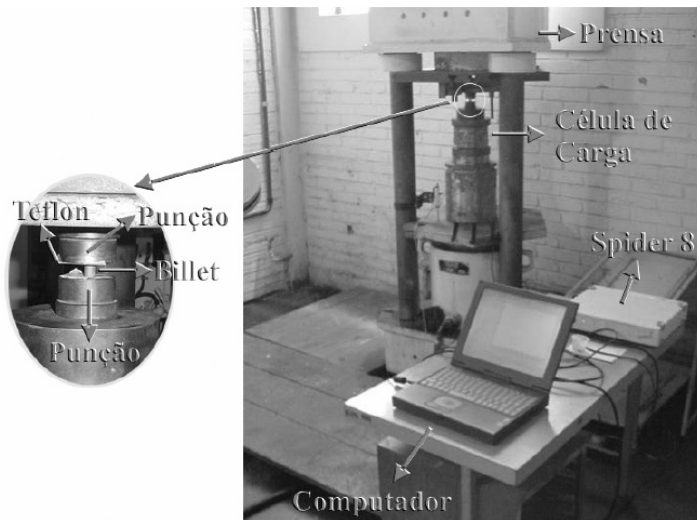 Prensa
Célula de
Carga
Spider 8
Computador
Teflon
Punção
Billet
Punção